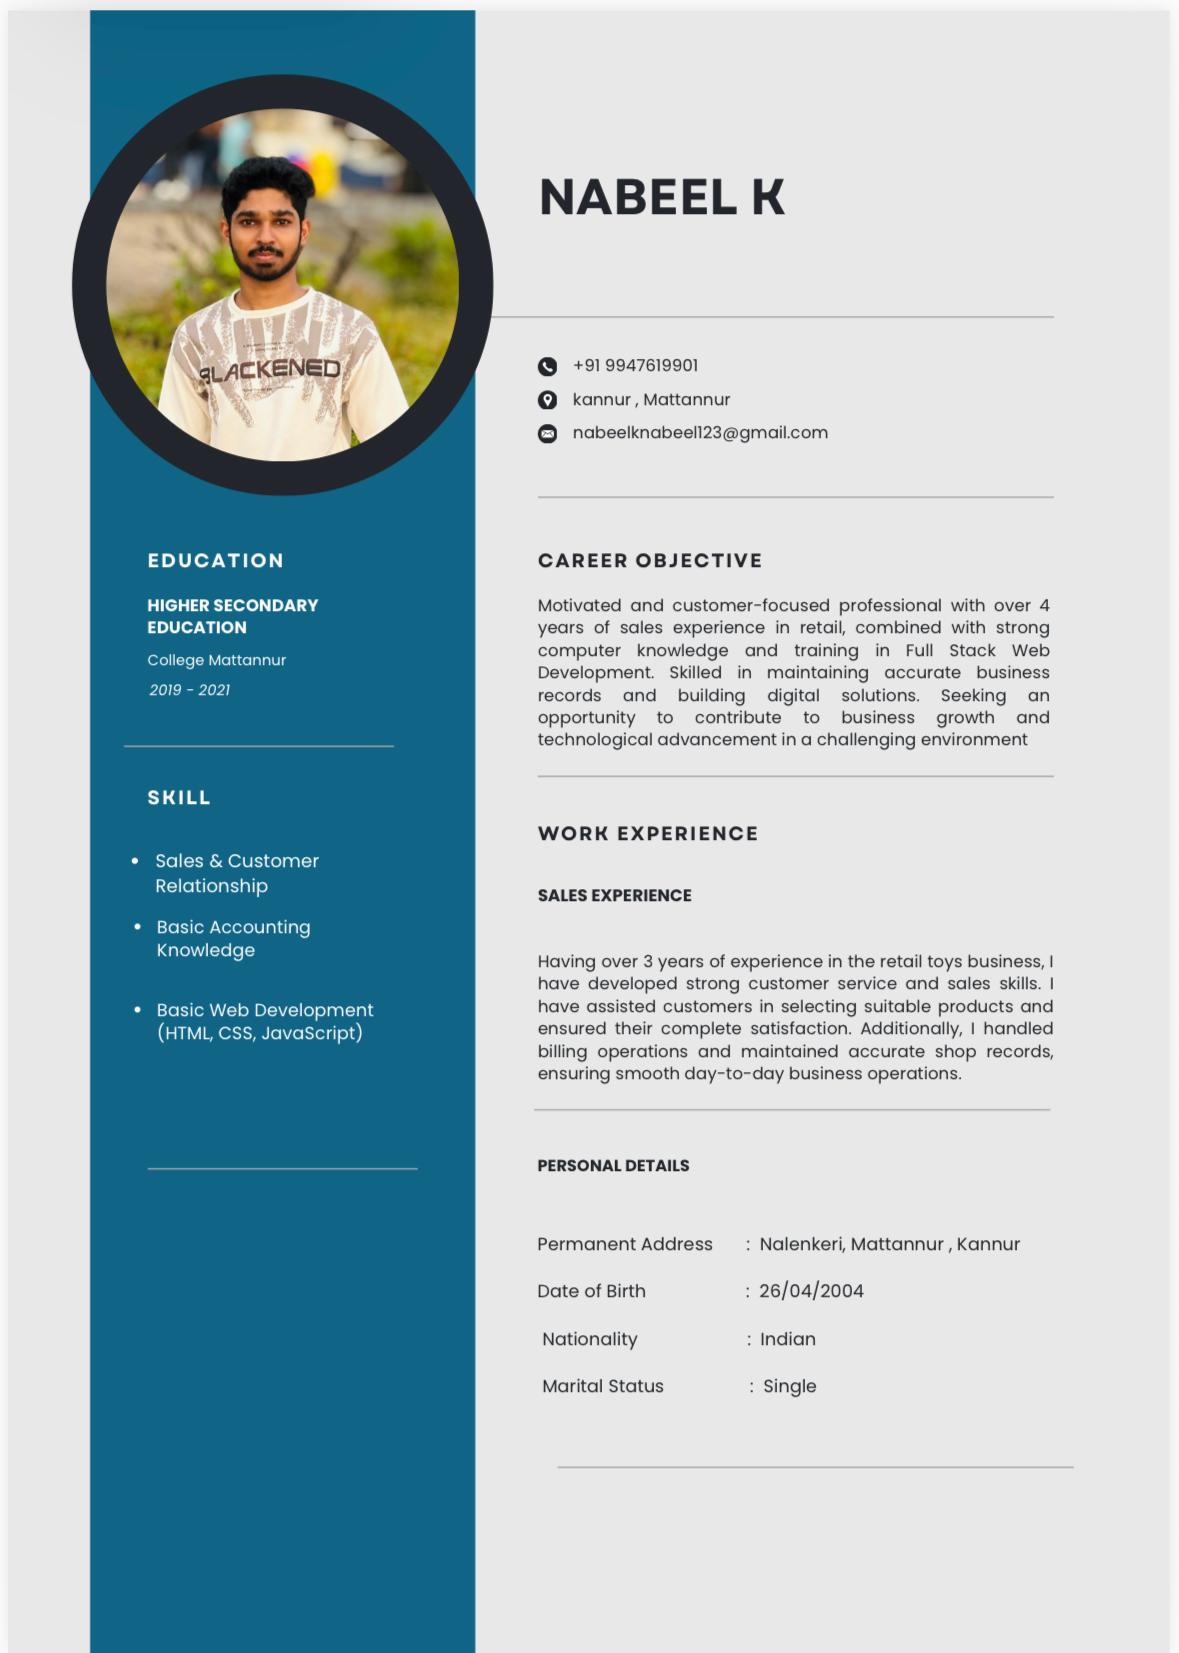 NABEEL K
+91 9947619901
kannur , Mattannur
nabeelknabeel123@gmail.com
BLACKENED
EDUCATION
HIGHER SECONDARY
EDUCATION
College Mattannur
2019 - 2021
SKILL
• Sales & Customer
Relationship
• Basic Accounting
Knowledge
• Basic Web Development
(HTML, CSS, JavaScript)
CAREER OBJECTIVE
Motivated and customer-focused professional with over 4
years of sales experience in retail, combined with strong
computer knowledge and training in Full Stack Web
Development. Skilled in maintaining accurate business
records and building digital solutions. Seeking an
opportunity to contribute to business growth and
technological advancement in a challenging environment
WORK EXPERIENCE
SALES EXPERIENCE
Having over 3 years of experience in the retail toys business, I
have developed strong customer service and sales skills. I
have assisted customers in selecting suitable products and
ensured their complete satisfaction. Additionally, I handled
billing operations and maintained accurate shop records,
ensuring smooth day-to-day business operations.
PERSONAL DETAILS
Permanent Address : Nalenkeri, Mattannur , Kannur
Date of Birth : 26/04/2004
Nationality : Indian
Marital Status : Single